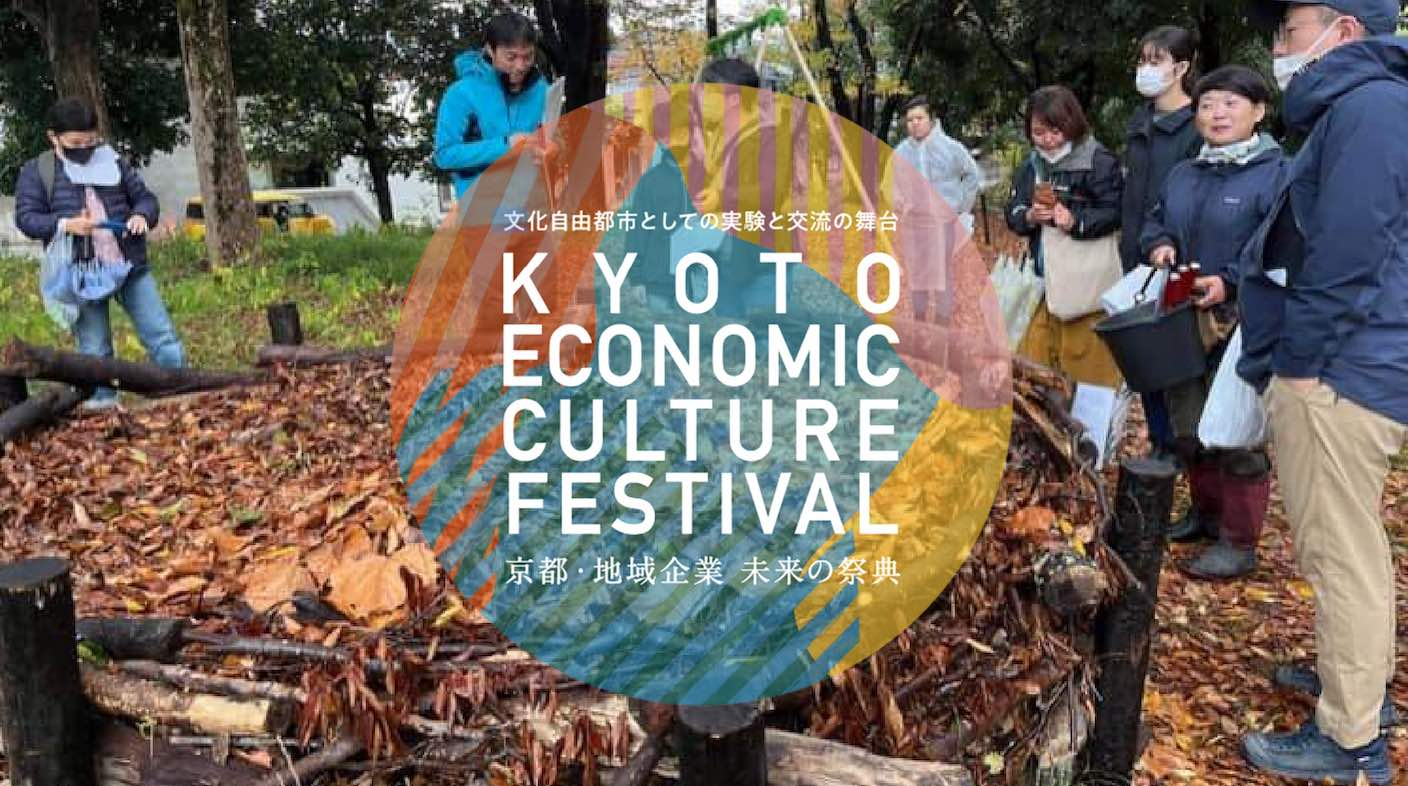 文化自由都市としての実験と交流の舞台
KYOTO
ECONOMIC
CULTURE
FESTIVAL
京都・地域企業 未来の祭典